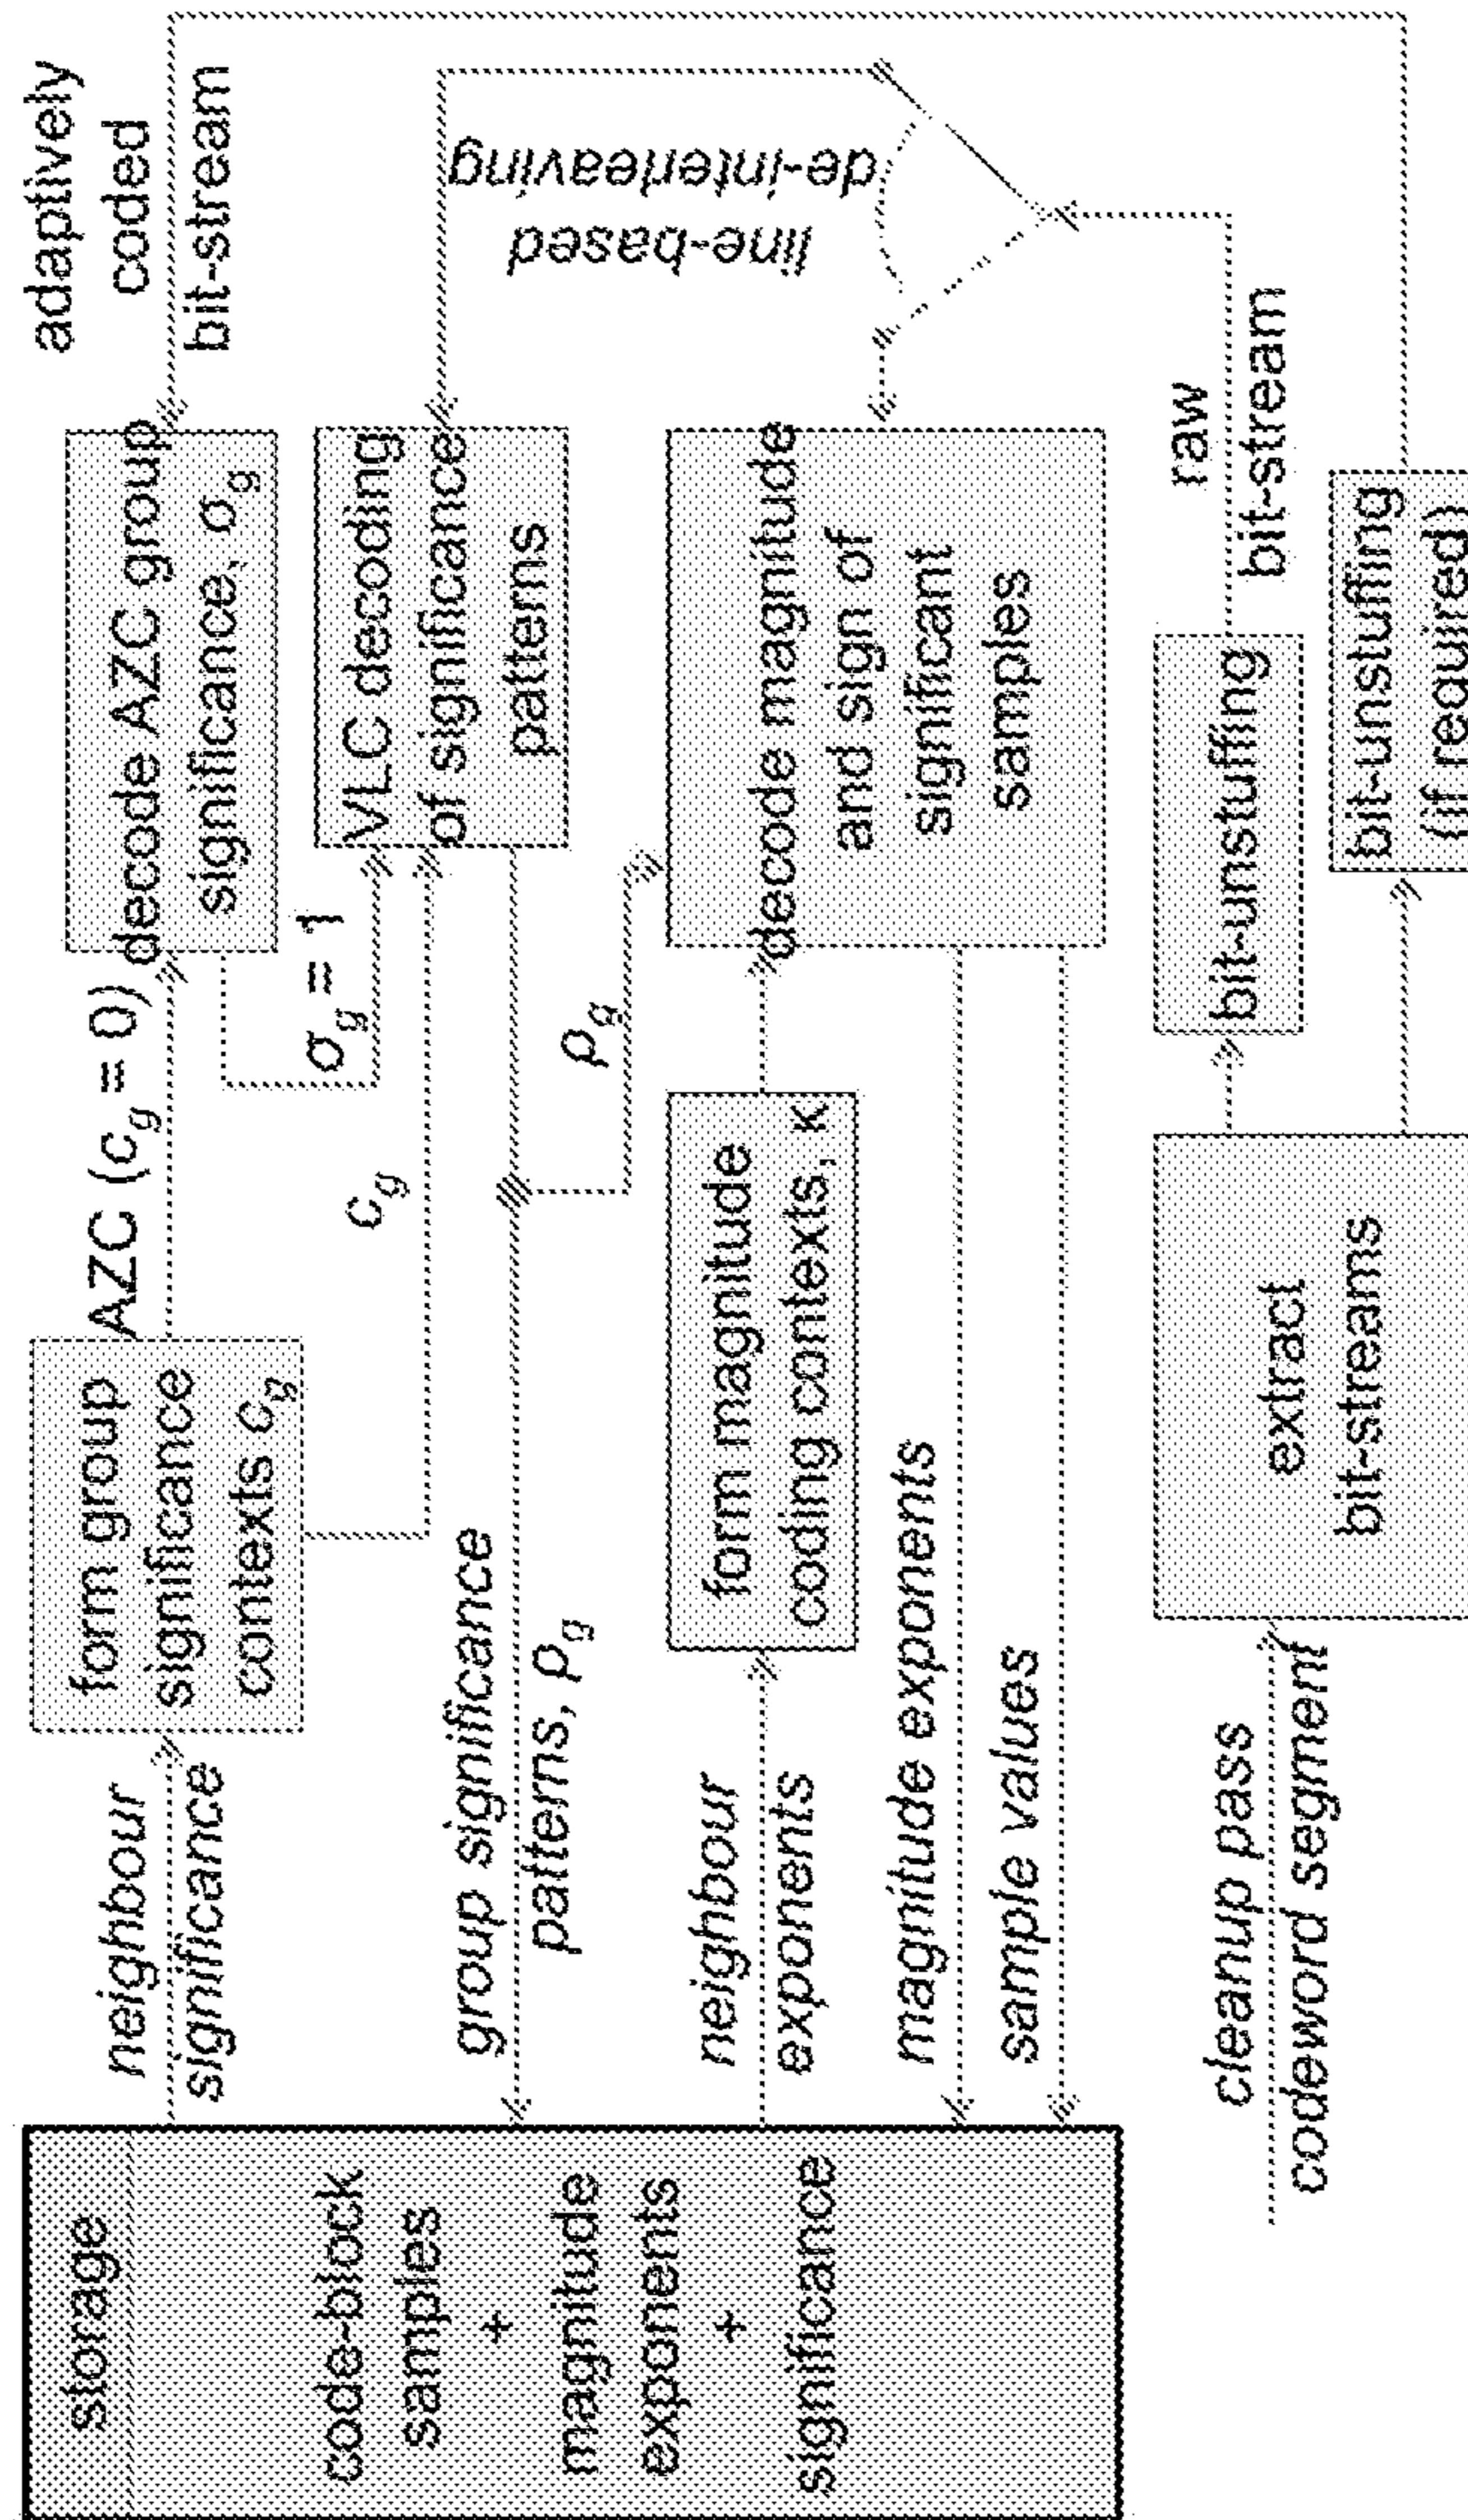 storage
code-block
samples
+
magnitude
exponents
+
significance
neighbour
significance
form group
significance
contexts c_g
AZC (c_g = 0)
decode AZC group
significance, σ_g
adaptively
coded
bit-stream
σ_g = 1
c_g
VLC decoding
of significance
patterns
group significance
patterns, ρ_g
ρ_g
line-based
de-interleaving
neighbour
exponents
form magnitude
coding contexts, κ
decode magnitude
and sign of
significant
samples
magnitude exponents
sample values
cleanup pass
codeword segment
extract
bit-streams
bit-unstuffing
raw
bit-stream
bit-unstuffing
(if required)